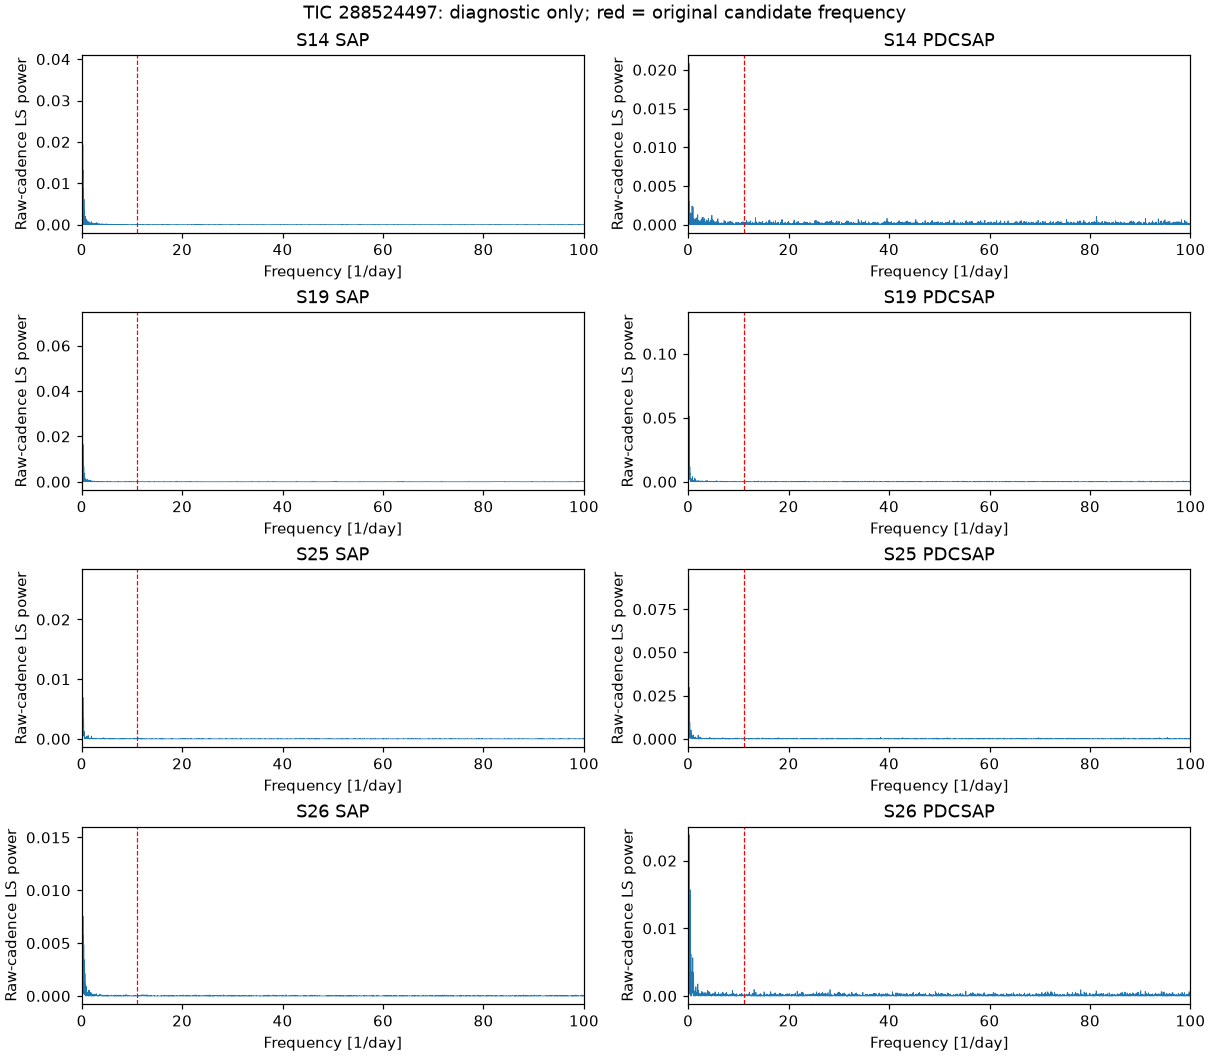 TIC 288524497: diagnostic only; red = original candidate frequency
S14 SAP
Raw-cadence LS power
0.04
0.03
0.02
0.01
0.00
0 20 40 60 80 100
Frequency [1/day]
S14 PDCSAP
Raw-cadence LS power
0.020
0.015
0.010
0.005
0.000
0 20 40 60 80 100
Frequency [1/day]
S19 SAP
Raw-cadence LS power
0.06
0.04
0.02
0.00
0 20 40 60 80 100
Frequency [1/day]
S19 PDCSAP
Raw-cadence LS power
0.10
0.05
0.00
0 20 40 60 80 100
Frequency [1/day]
S25 SAP
Raw-cadence LS power
0.02
0.01
0.00
0 20 40 60 80 100
Frequency [1/day]
S25 PDCSAP
Raw-cadence LS power
0.075
0.050
0.025
0.000
0 20 40 60 80 100
Frequency [1/day]
S26 SAP
Raw-cadence LS power
0.015
0.010
0.005
0.000
0 20 40 60 80 100
Frequency [1/day]
S26 PDCSAP
Raw-cadence LS power
0.02
0.01
0.00
0 20 40 60 80 100
Frequency [1/day]